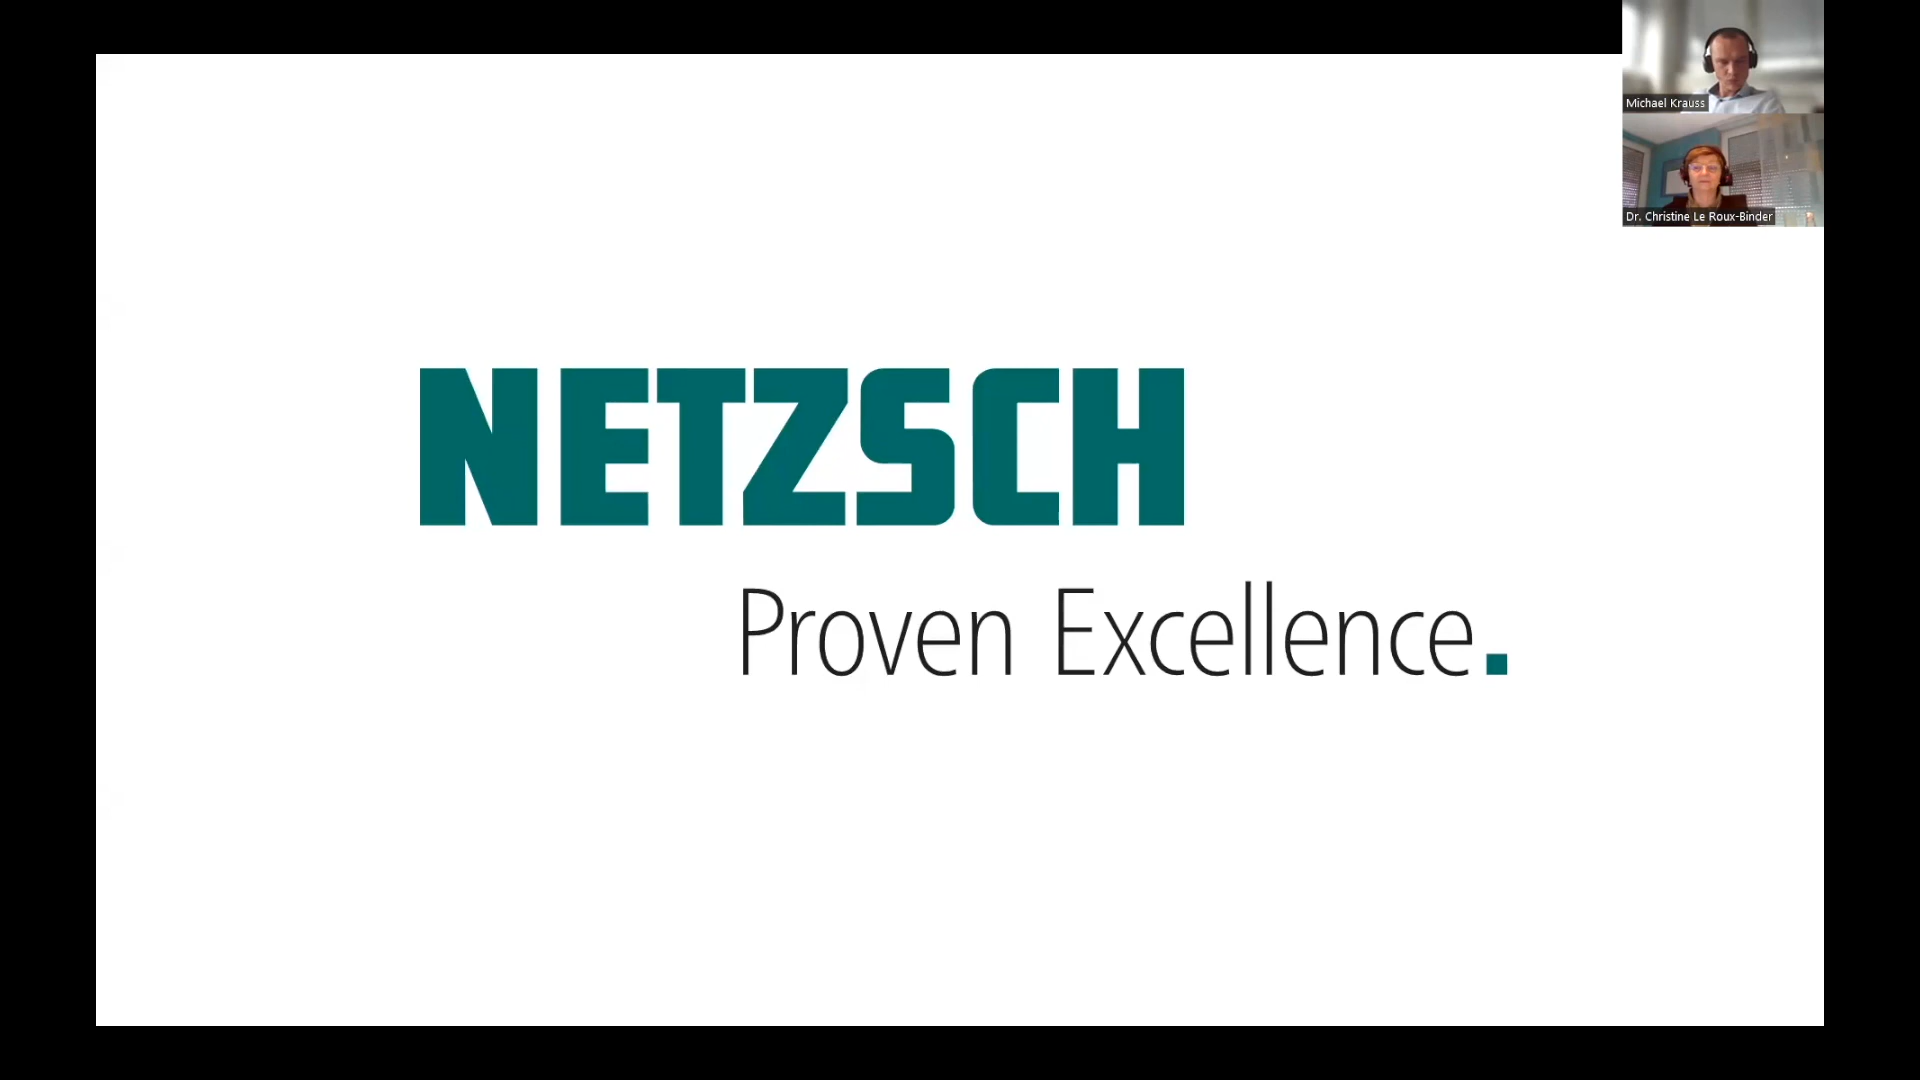 Michael Krauss
Dr. Christine Le Roux-Binder
NETZSCH
Proven Excellence.